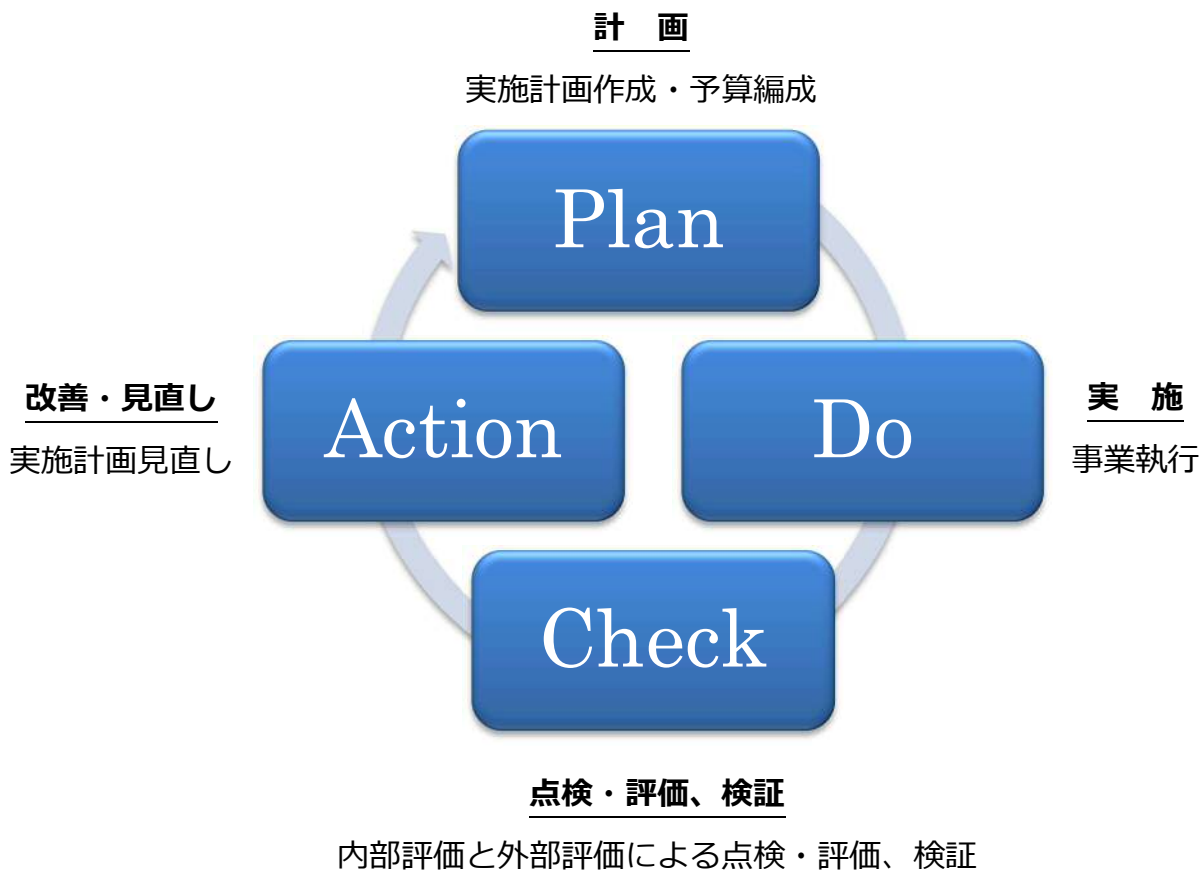 計　画
実施計画作成・予算編成
Plan
改善・見直し
実施計画見直し
Action
Do
実　施
事業執行
Check
点検・評価、検証
内部評価と外部評価による点検・評価、検証